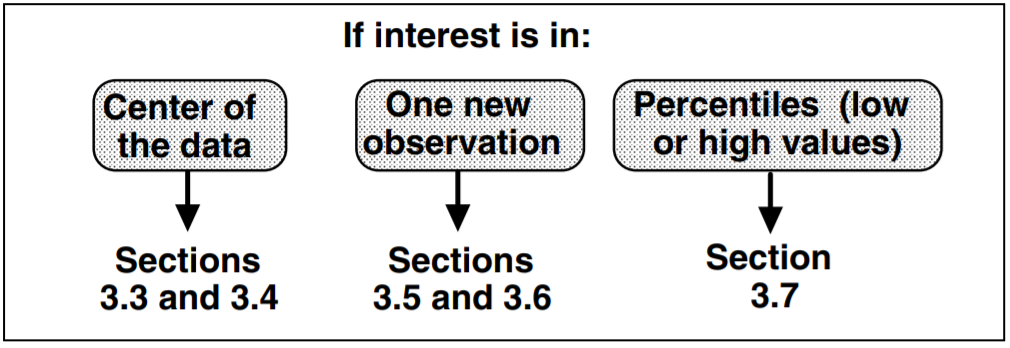 If interest is in:
Center of
the data
One new
observation
Percentiles (low
or high values)
Sections
3.3 and 3.4
Sections
3.5 and 3.6
Section
3.7